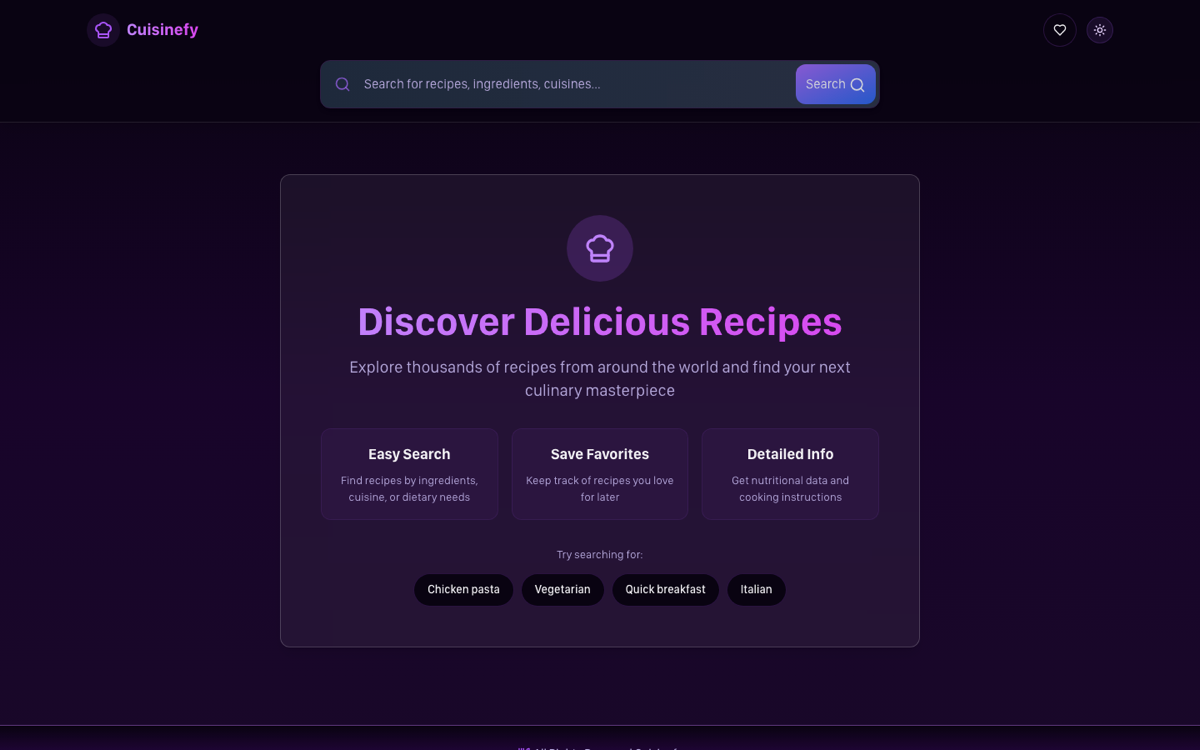 Cuisinefy
Search for recipes, ingredients, cuisines...
Search
Discover Delicious Recipes
Explore thousands of recipes from around the world and find your next
culinary masterpiece
Easy Search
Find recipes by ingredients,
cuisine, or dietary needs
Save Favorites
Keep track of recipes you love
for later
Detailed Info
Get nutritional data and
cooking instructions
Try searching for:
Chicken pasta
Vegetarian
Quick breakfast
Italian